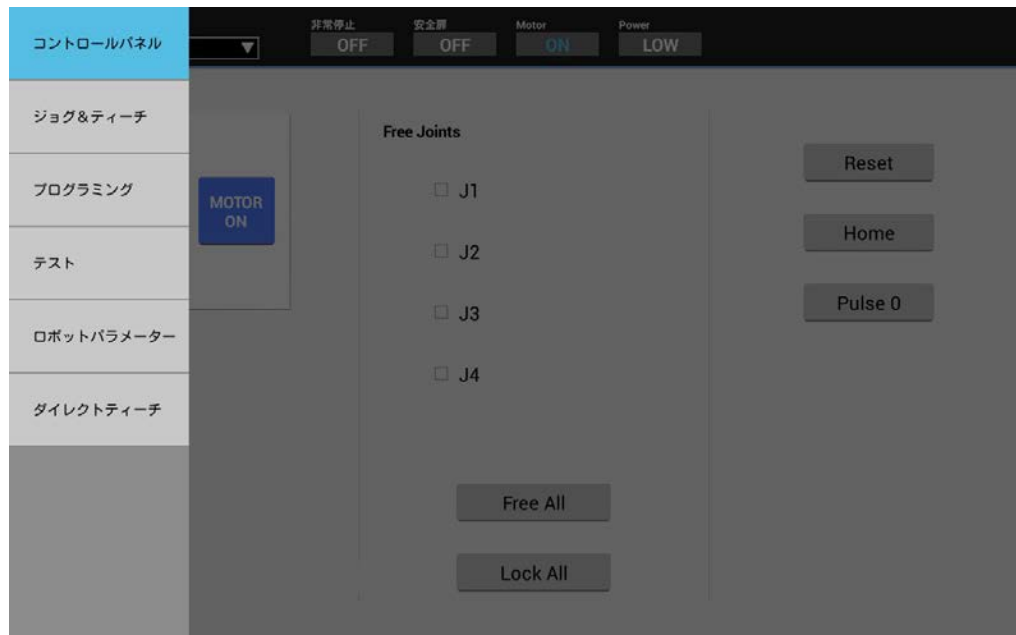 コントロールパネル
ジョグ&ティーチ
プログラミング
テスト
ロボットパラメーター
ダイレクトティーチ
非常停止
OFF
安全扉
OFF
Motor
ON
Power
LOW
MOTOR
ON
Free Joints
J1
J2
J3
J4
Free All
Lock All
Reset
Home
Pulse 0